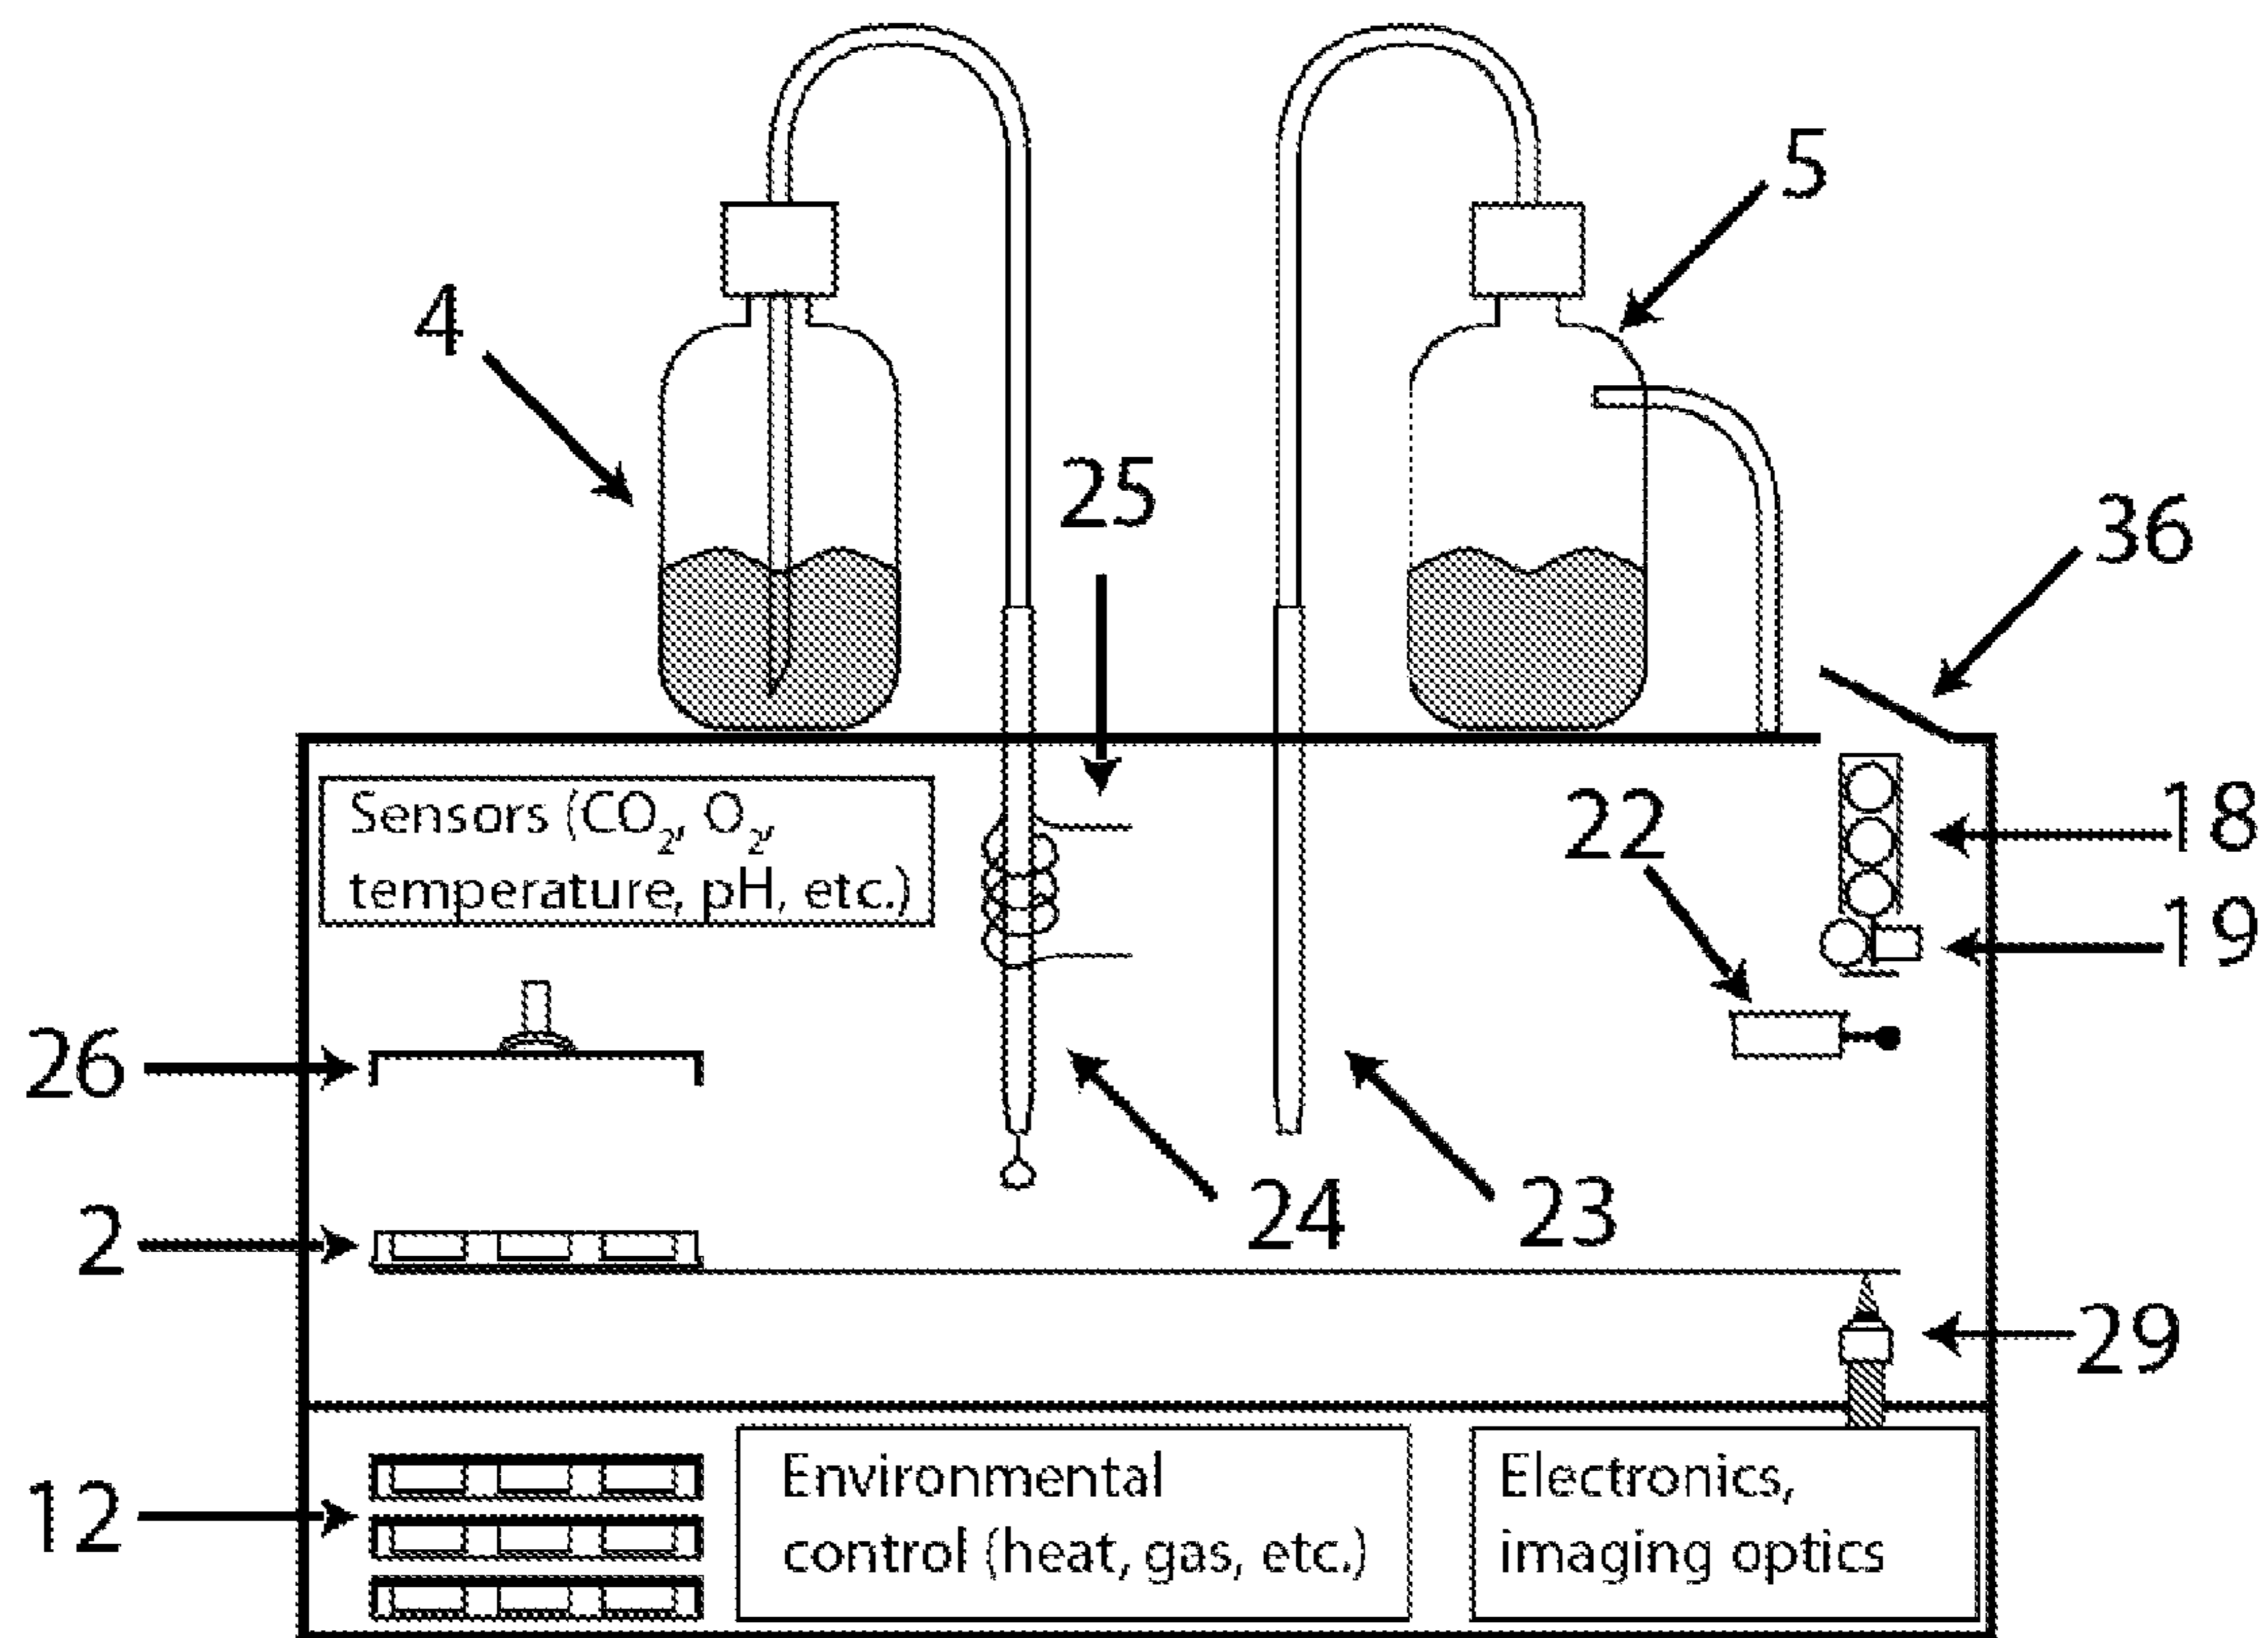 5
4
25
36
Sensors (CO₂, O₂,
temperature, pH, etc.)
18
22
19
26
24
23
2
29
12
Environmental
control (heat, gas, etc.)
Electronics,
imaging optics